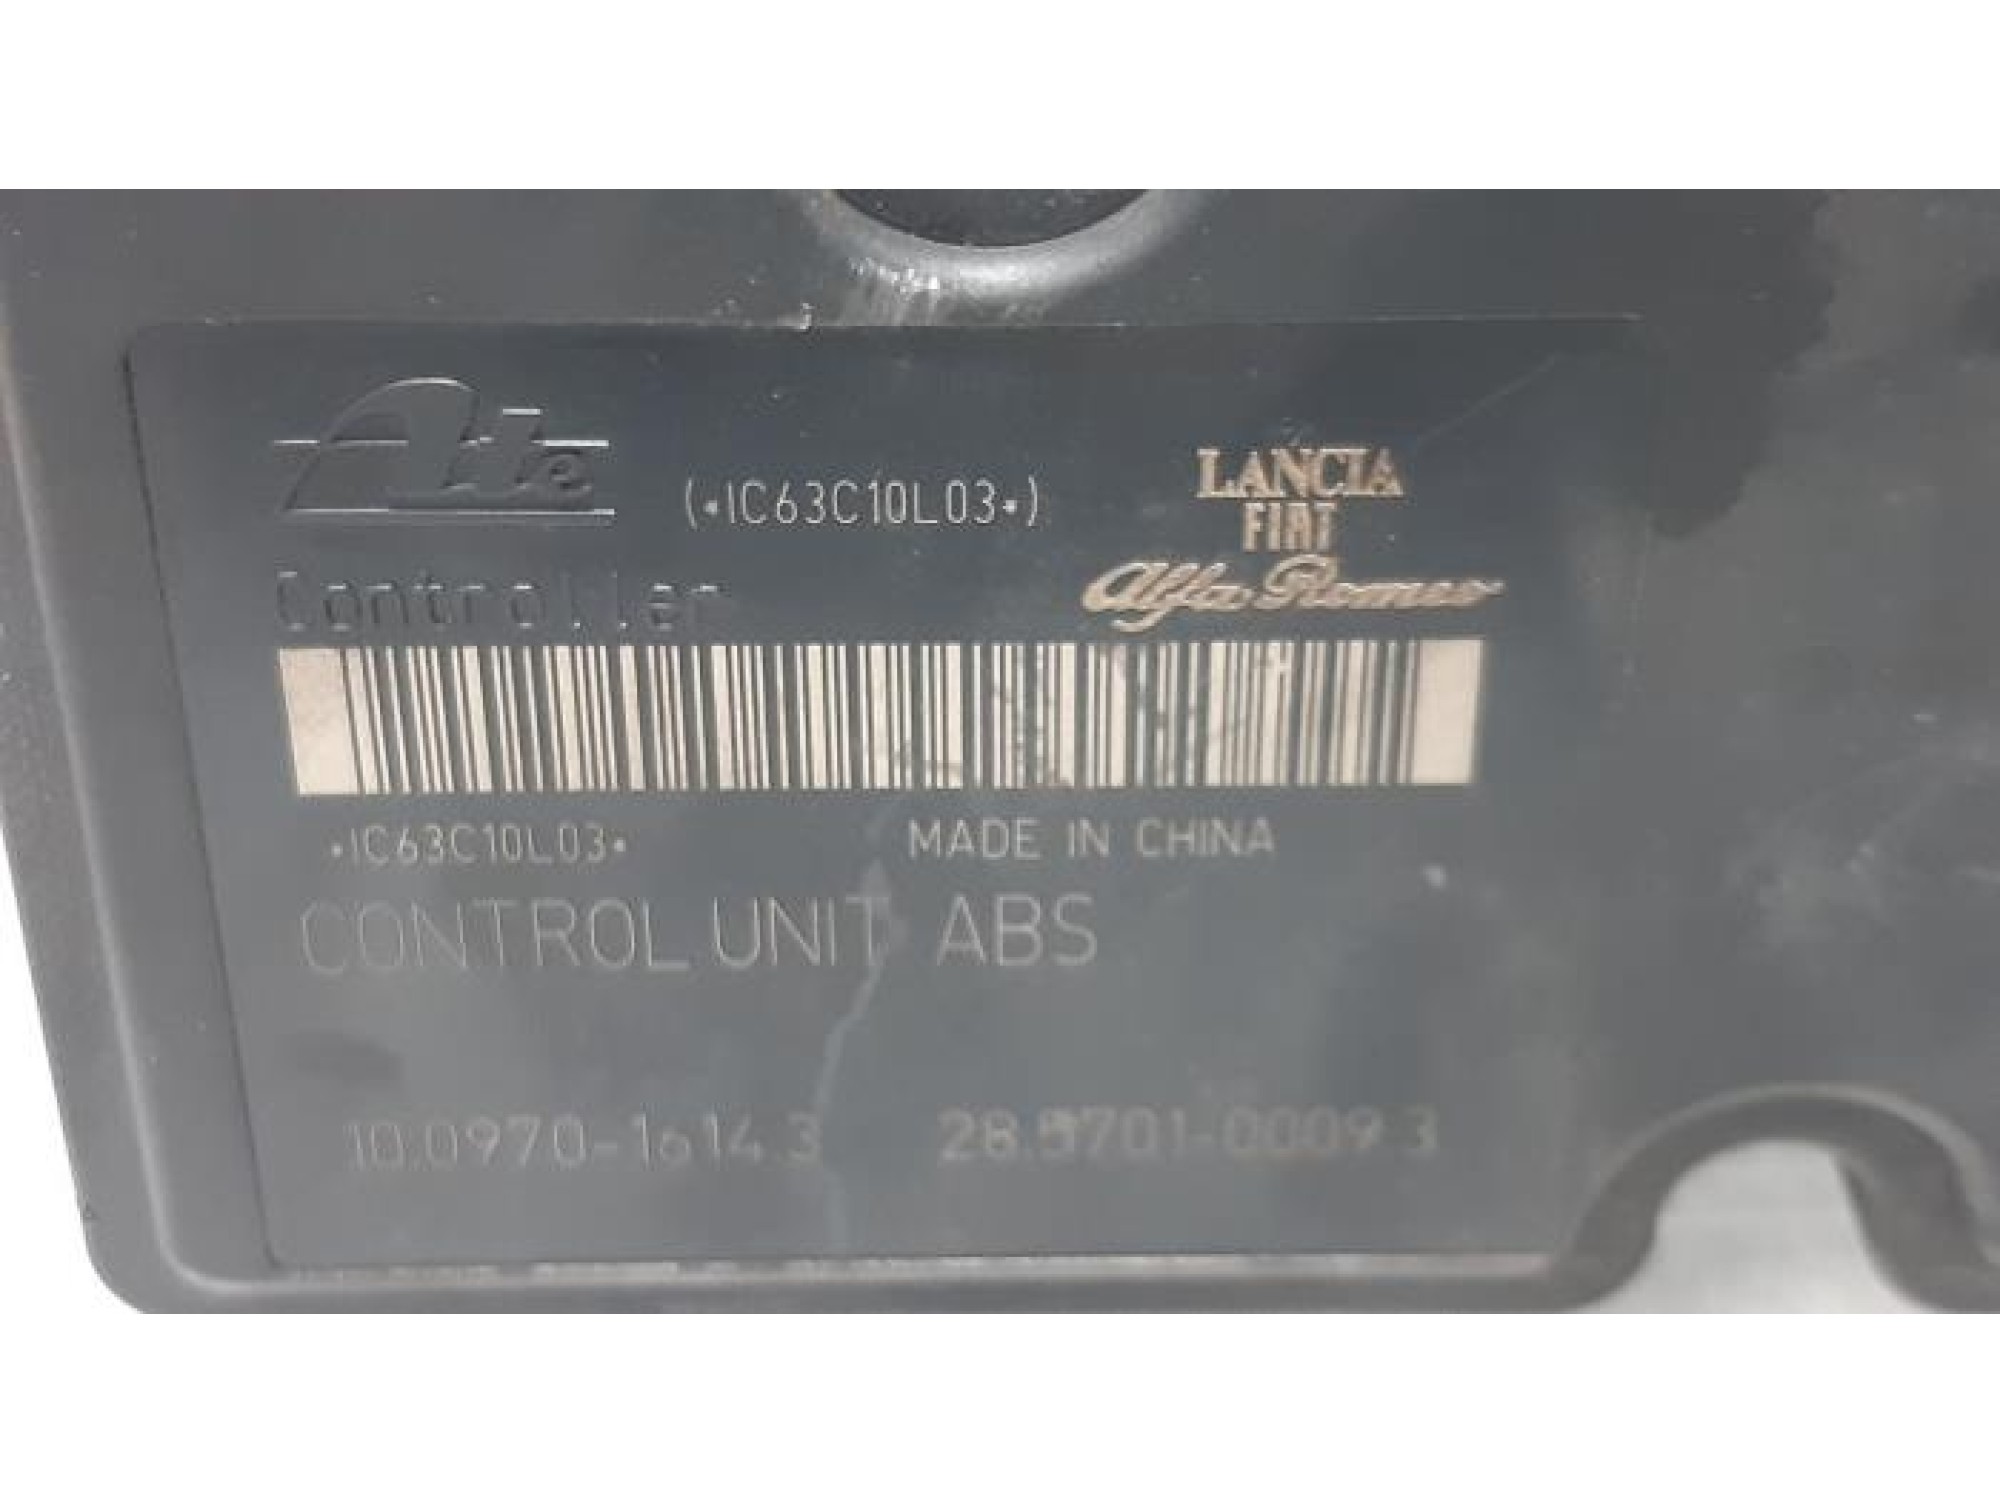 Ate (•IC63C10L03•) LANCIA
FIAT
Controller Alfa Romeo
•IC63C10L03• MADE IN CHINA
CONTROL UNIT ABS
10.0970-1614.3 28.5701-0009.3